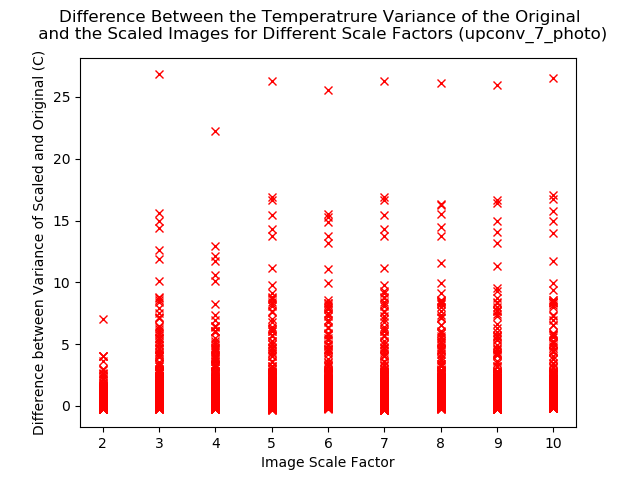 Difference Between the Temperatrure Variance of the Original
and the Scaled Images for Different Scale Factors (upconv_7_photo)
Difference between Variance of Scaled and Original (C)
25
20
15
10
5
0
2 3 4 5 6 7 8 9 10
Image Scale Factor